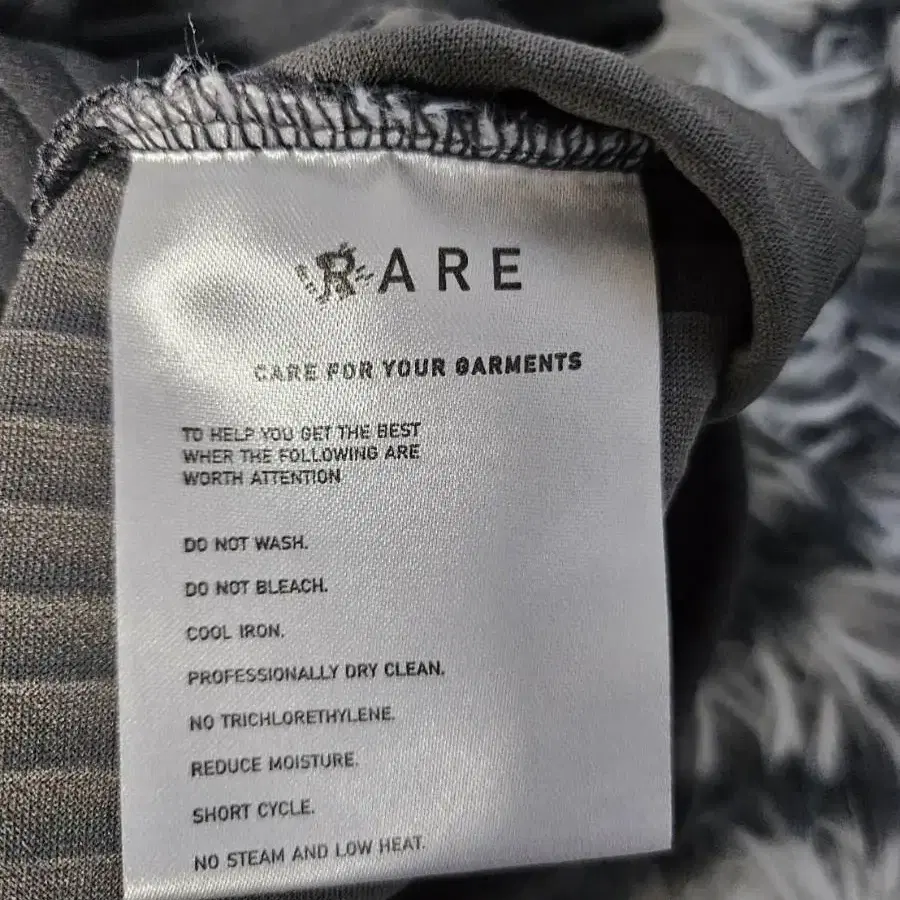 RARE
CARE FOR YOUR GARMENTS
TO HELP YOU GET THE BEST
WHER THE FOLLOWING ARE
WORTH ATTENTION
DO NOT WASH.
DO NOT BLEACH.
COOL IRON.
PROFESSIONALLY DRY CLEAN.
NO TRICHLORETHYLENE.
REDUCE MOISTURE.
SHORT CYCLE.
NO STEAM AND LOW HEAT.